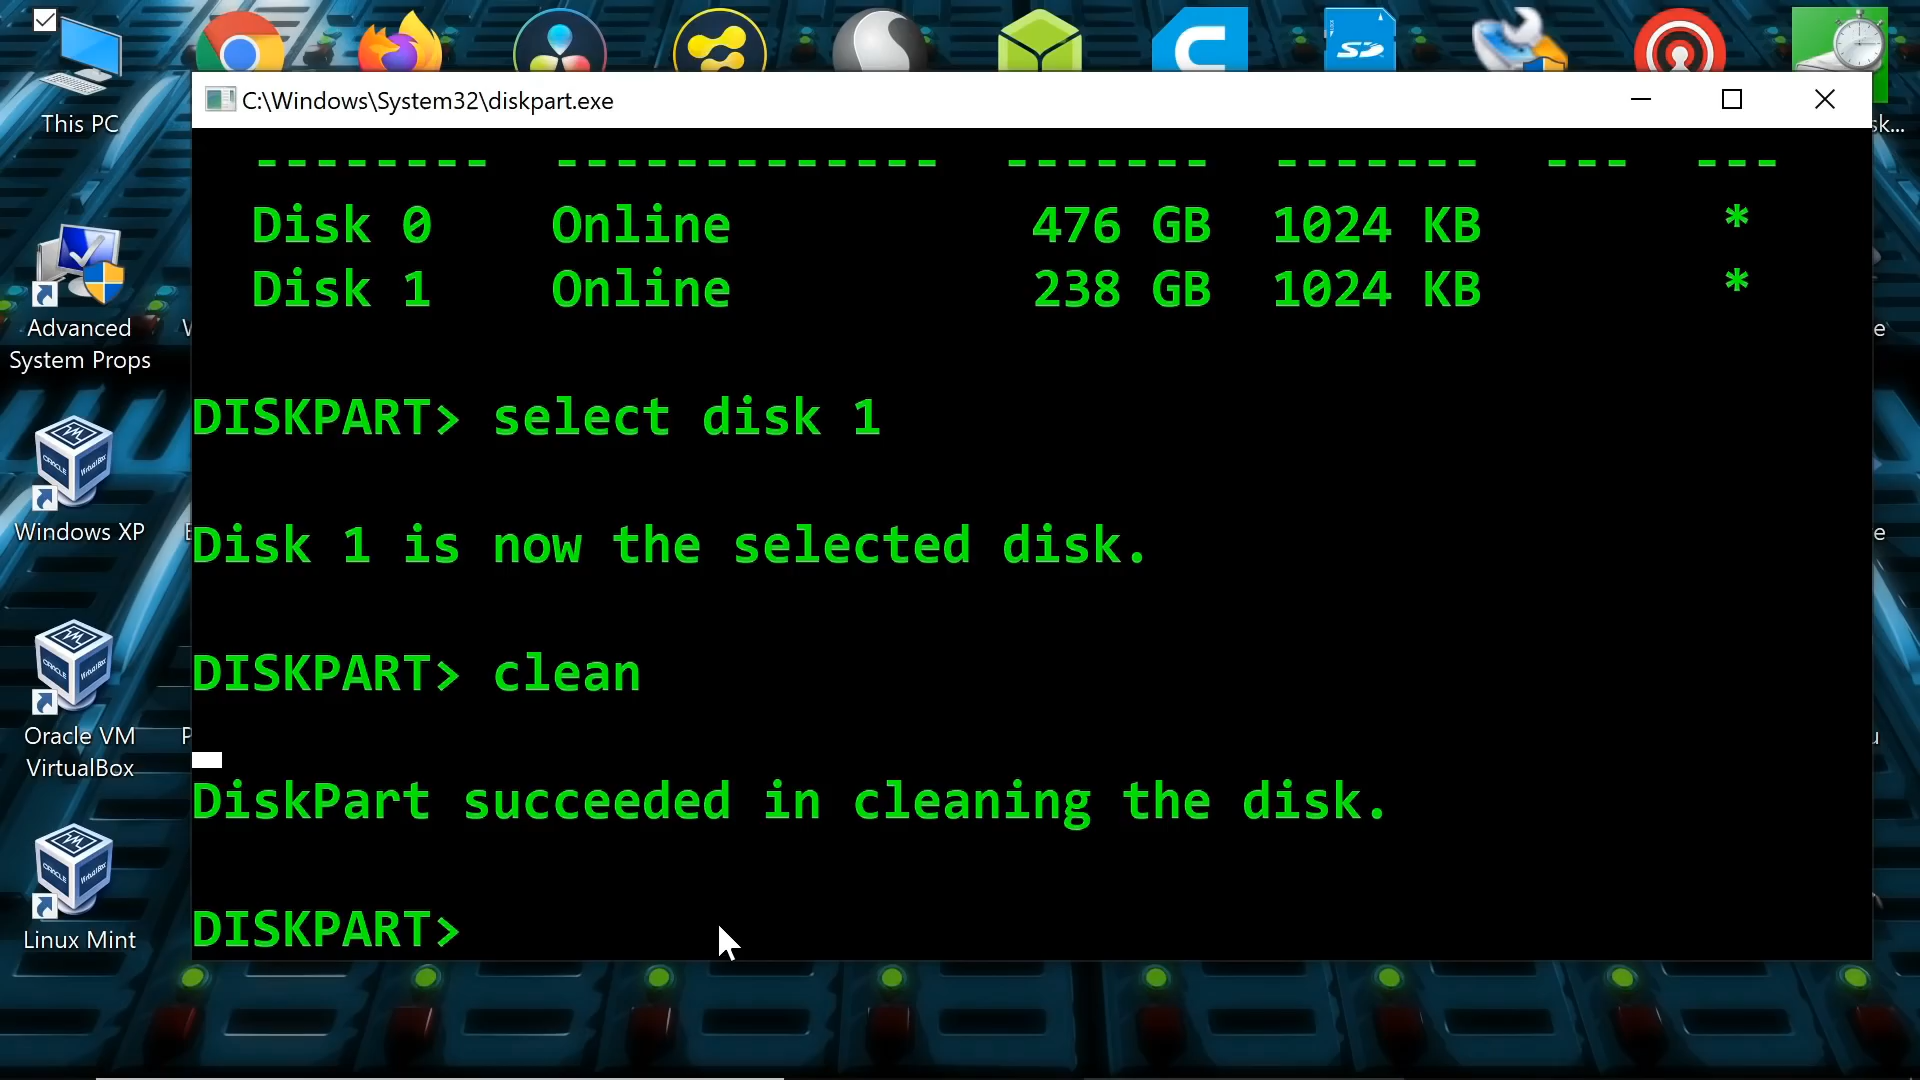 C:\Windows\System32\diskpart.exe
-------- ------------- ------- ------- --- ---
Disk 0 Online 476 GB 1024 KB *
Disk 1 Online 238 GB 1024 KB *
DISKPART> select disk 1
Disk 1 is now the selected disk.
DISKPART> clean
DiskPart succeeded in cleaning the disk.
DISKPART>
This PC
Advanced
System Props
Windows XP
Oracle VM
VirtualBox
Linux Mint
SD